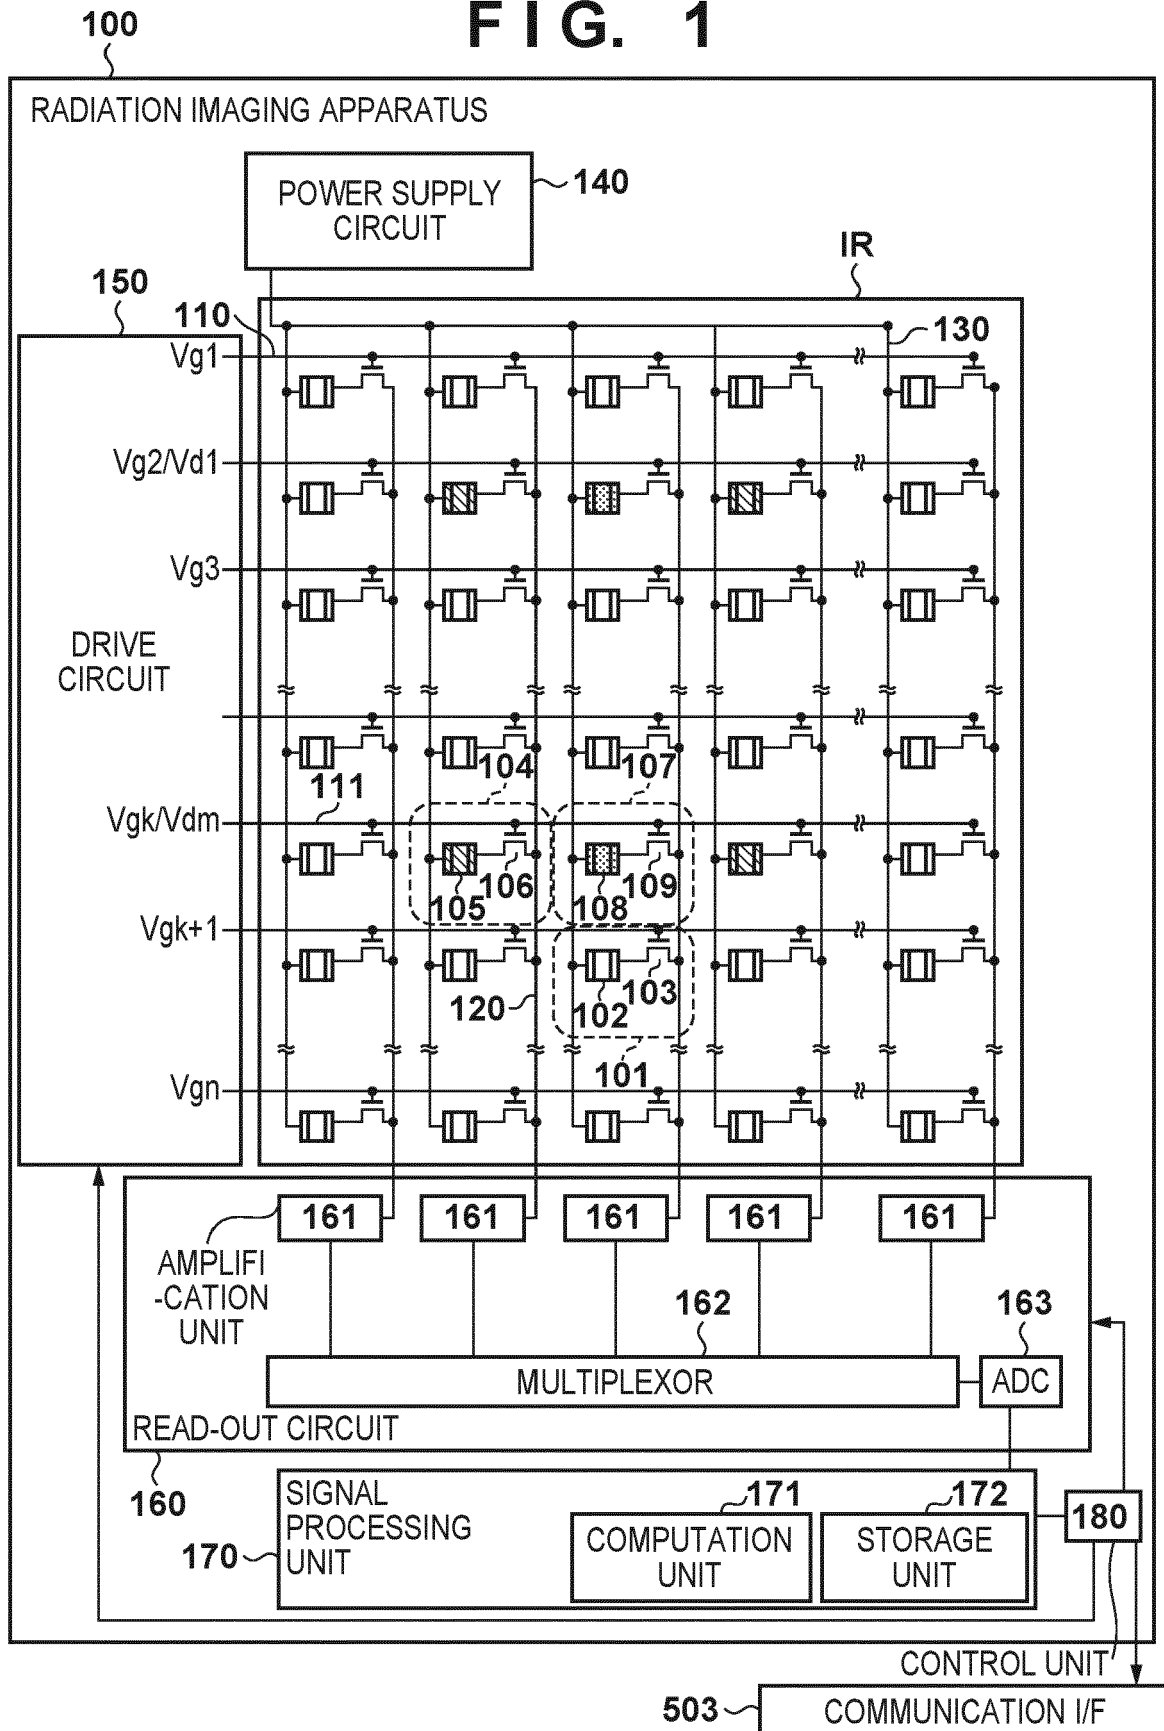 FIG. 1
100
RADIATION IMAGING APPARATUS
POWER SUPPLY
CIRCUIT
140
IR
150
110
130
Vg1
Vg2/Vd1
Vg3
DRIVE
CIRCUIT
104
107
111
Vgk/Vdm
106
109
105
108
Vgk+1
103
120
102
101
Vgn
161
161
161
161
161
AMPLIFI
-CATION
UNIT
162
163
MULTIPLEXOR
ADC
READ-OUT CIRCUIT
160
SIGNAL
PROCESSING
UNIT
170
171
172
COMPUTATION
UNIT
STORAGE
UNIT
180
CONTROL UNIT
503
COMMUNICATION I/F